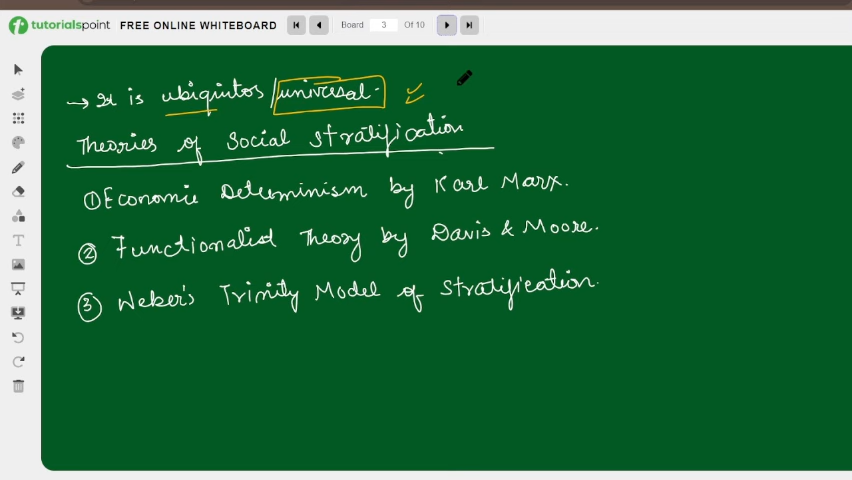 tutorialspoint FREE ONLINE WHITEBOARD Board 3 Of 10
→ It is ubiquitos / universal.
Theories of Social Stratification
① Economic Determinism by Karl Marx.
② Functionalist Theory by Davis & Moore.
③ Weber's Trinity Model of Stratification.